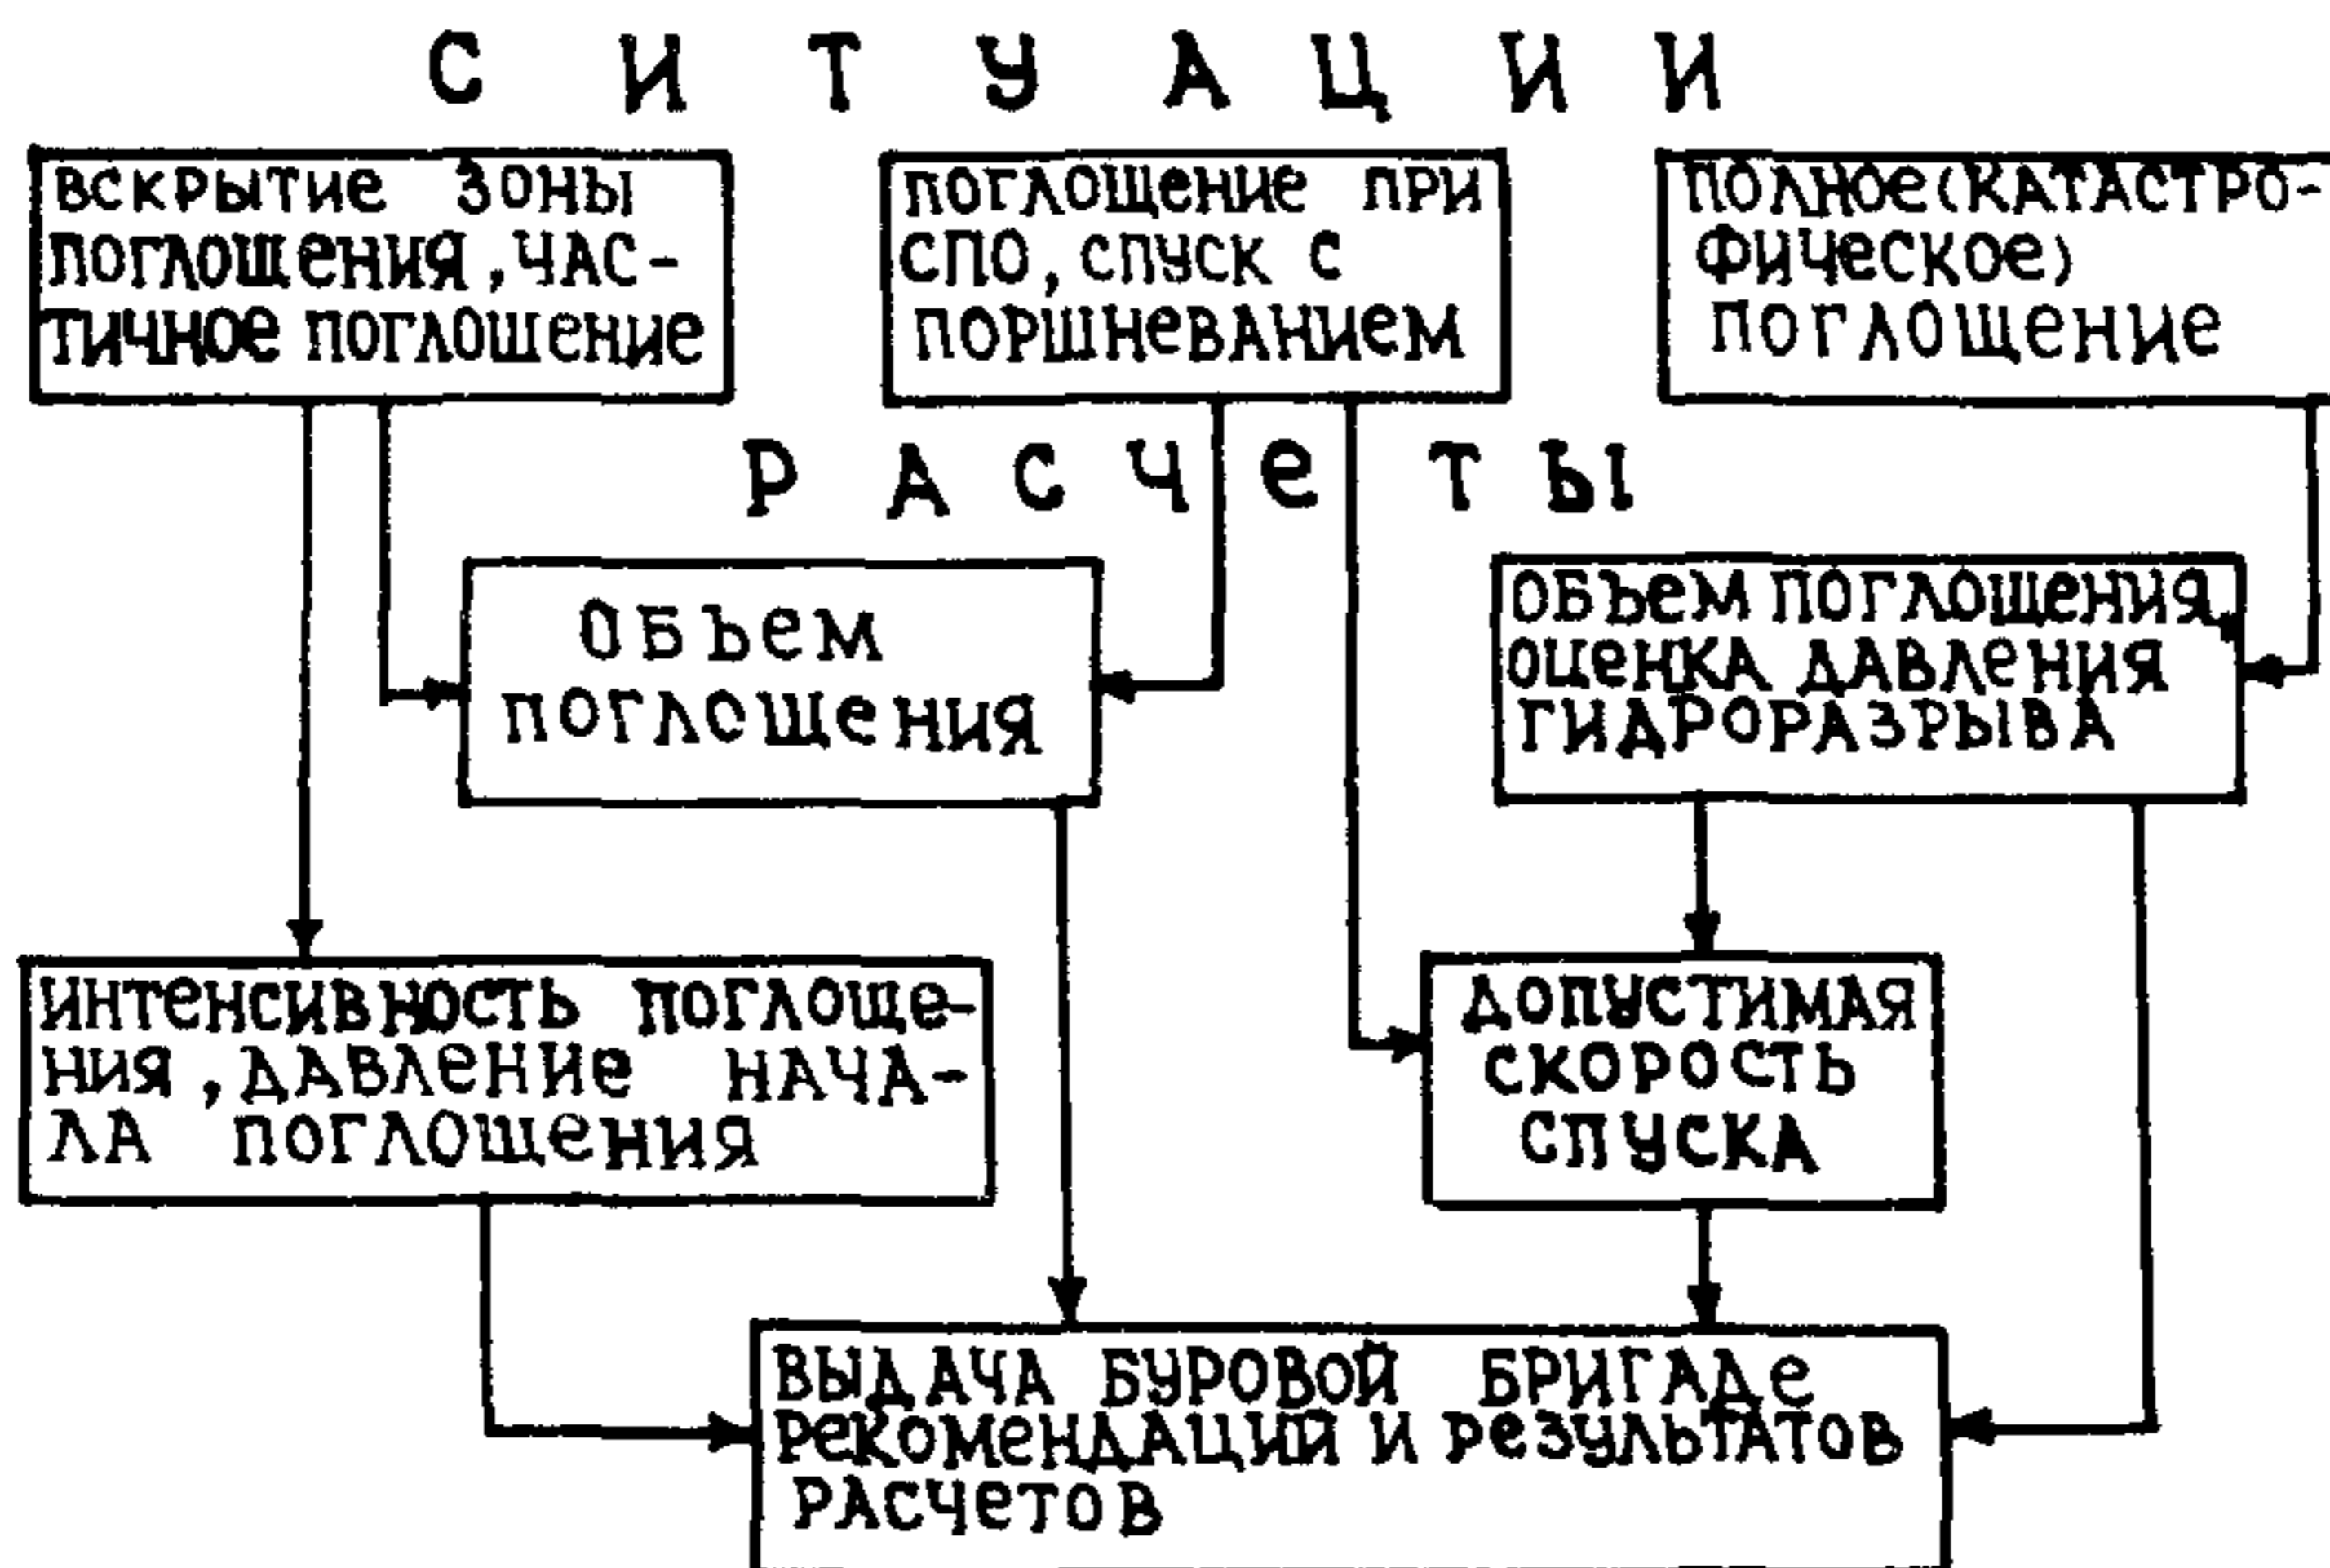 СИТУАЦИИ
вскрытие зоны
поглощения, час-
тичное поглощение
поглощение при
СПО, спуск с
поршневанием
полное (катастро-
фическое)
поглощение
РАСЧЕТЫ
объем
поглощения
объем поглощения,
оценка давления
гидроразрыва
интенсивность поглоще-
ния, давление нача-
ла поглощения
допустимая
скорость
спуска
выдача буровой бригаде
рекомендаций и результатов
расчетов